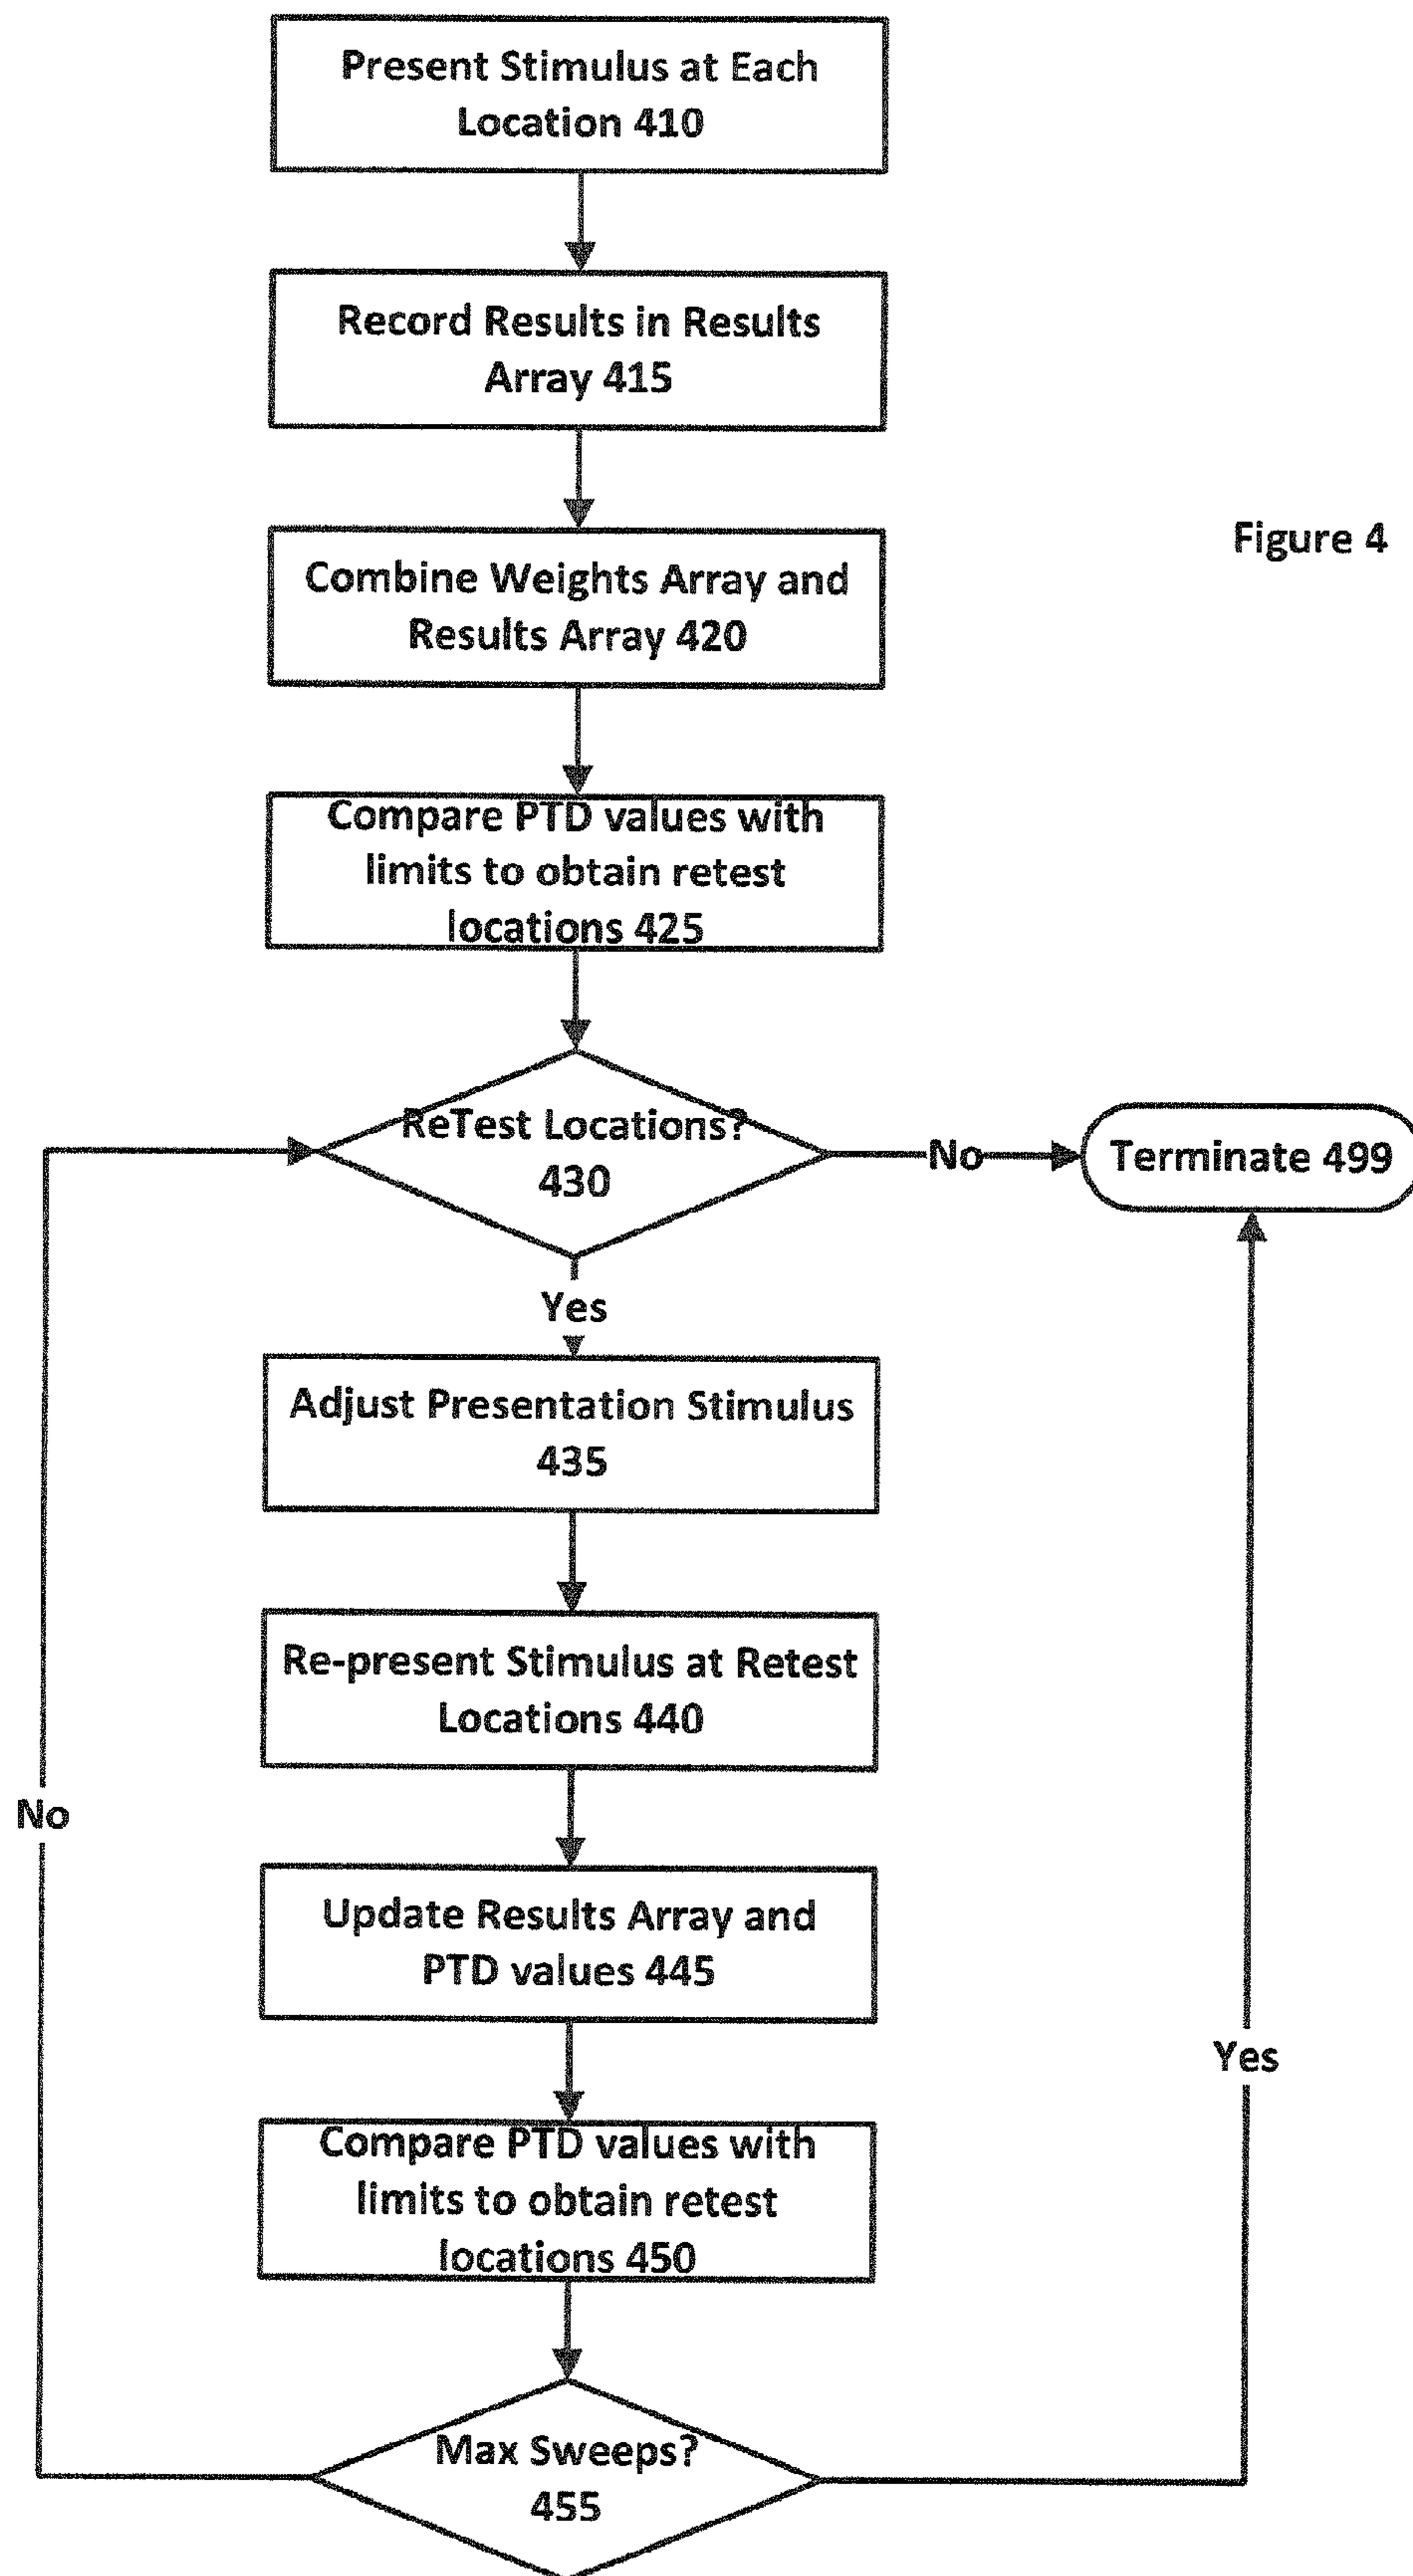 Present Stimulus at Each
Location 410
Record Results in Results
Array 415
Combine Weights Array and
Results Array 420
Figure 4
Compare PTD values with
limits to obtain retest
locations 425
ReTest Locations?
430
No
Terminate 499
Yes
Adjust Presentation Stimulus
435
Re-present Stimulus at Retest
Locations 440
No
Update Results Array and
PTD values 445
Yes
Compare PTD values with
limits to obtain retest
locations 450
Max Sweeps?
455